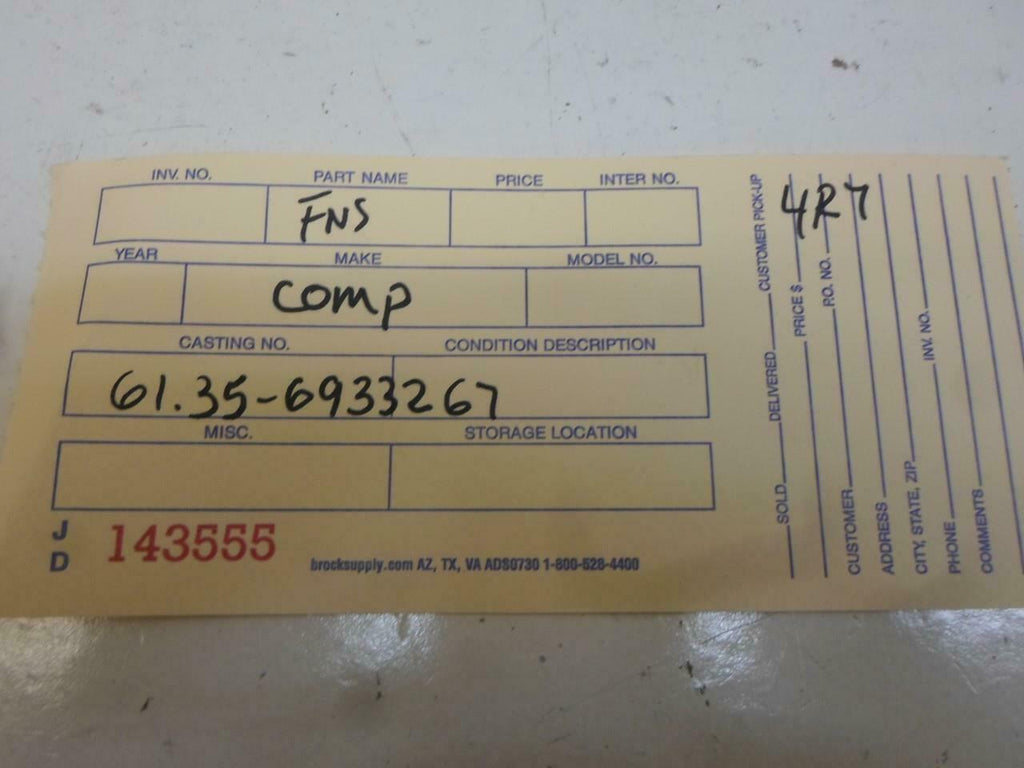 INV. NO. PART NAME PRICE INTER NO.
FNS
YEAR MAKE MODEL NO.
comp
CASTING NO. CONDITION DESCRIPTION
61.35-6933267
MISC. STORAGE LOCATION
J D 143555
brocksupply.com AZ, TX, VA ADS0730 1-800-528-4400
4R7
SOLD DELIVERED CUSTOMER PICK-UP
PRICE $
CUSTOMER P.O. NO.
ADDRESS
CITY, STATE, ZIP INV. NO.
PHONE
COMMENTS